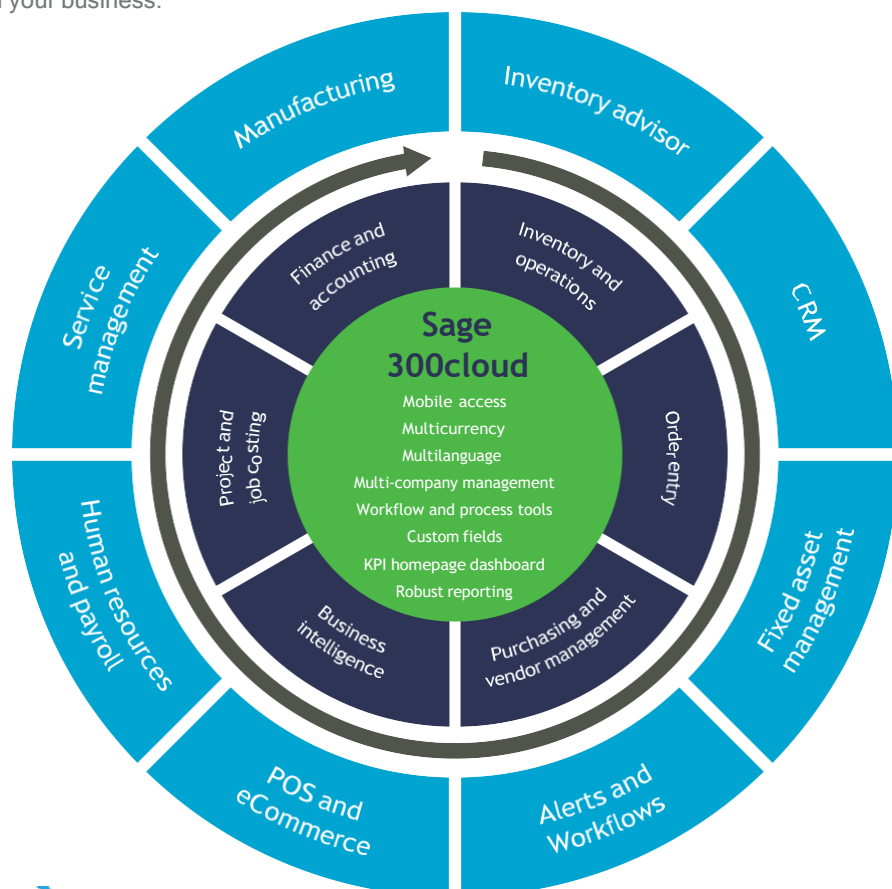 your business.
Manufacturing
Inventory advisor
CRM
Fixed asset
management
Alerts and
Workflows
POS and
eCommerce
Human resources
and payroll
Service
management
Finance and
accounting
Inventory and
operations
Order entry
Purchasing and
vendor management
Business
intelligence
Project and
job costing
Sage
300cloud
Mobile access
Multicurrency
Multilanguage
Multi-company management
Workflow and process tools
Custom fields
KPI homepage dashboard
Robust reporting